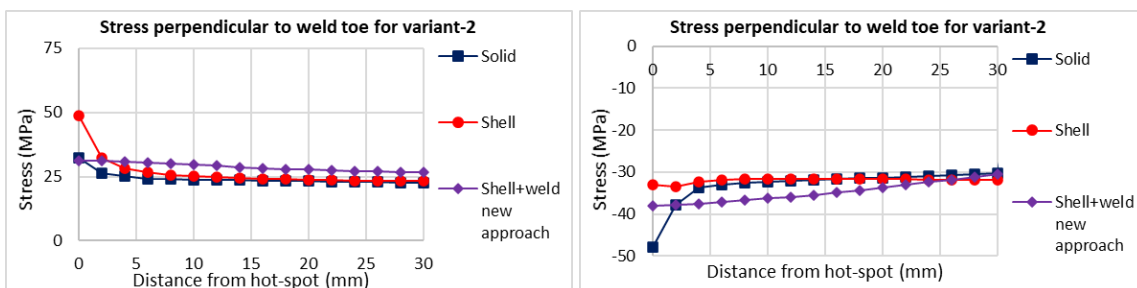 Stress perpendicular to weld toe for variant-2
75
50
25
0
Stress (MPa)
0
5
10
15
20
25
30
Distance from hot-spot (mm)
Solid
Shell
Shell+weld
new
approach
Stress perpendicular to weld toe for variant-2
0
-10
-20
-30
-40
-50
Stress (MPa)
0
5
10
15
20
25
30
Distance from hot-spot (mm)
Solid
Shell
Shell+weld
new
approach